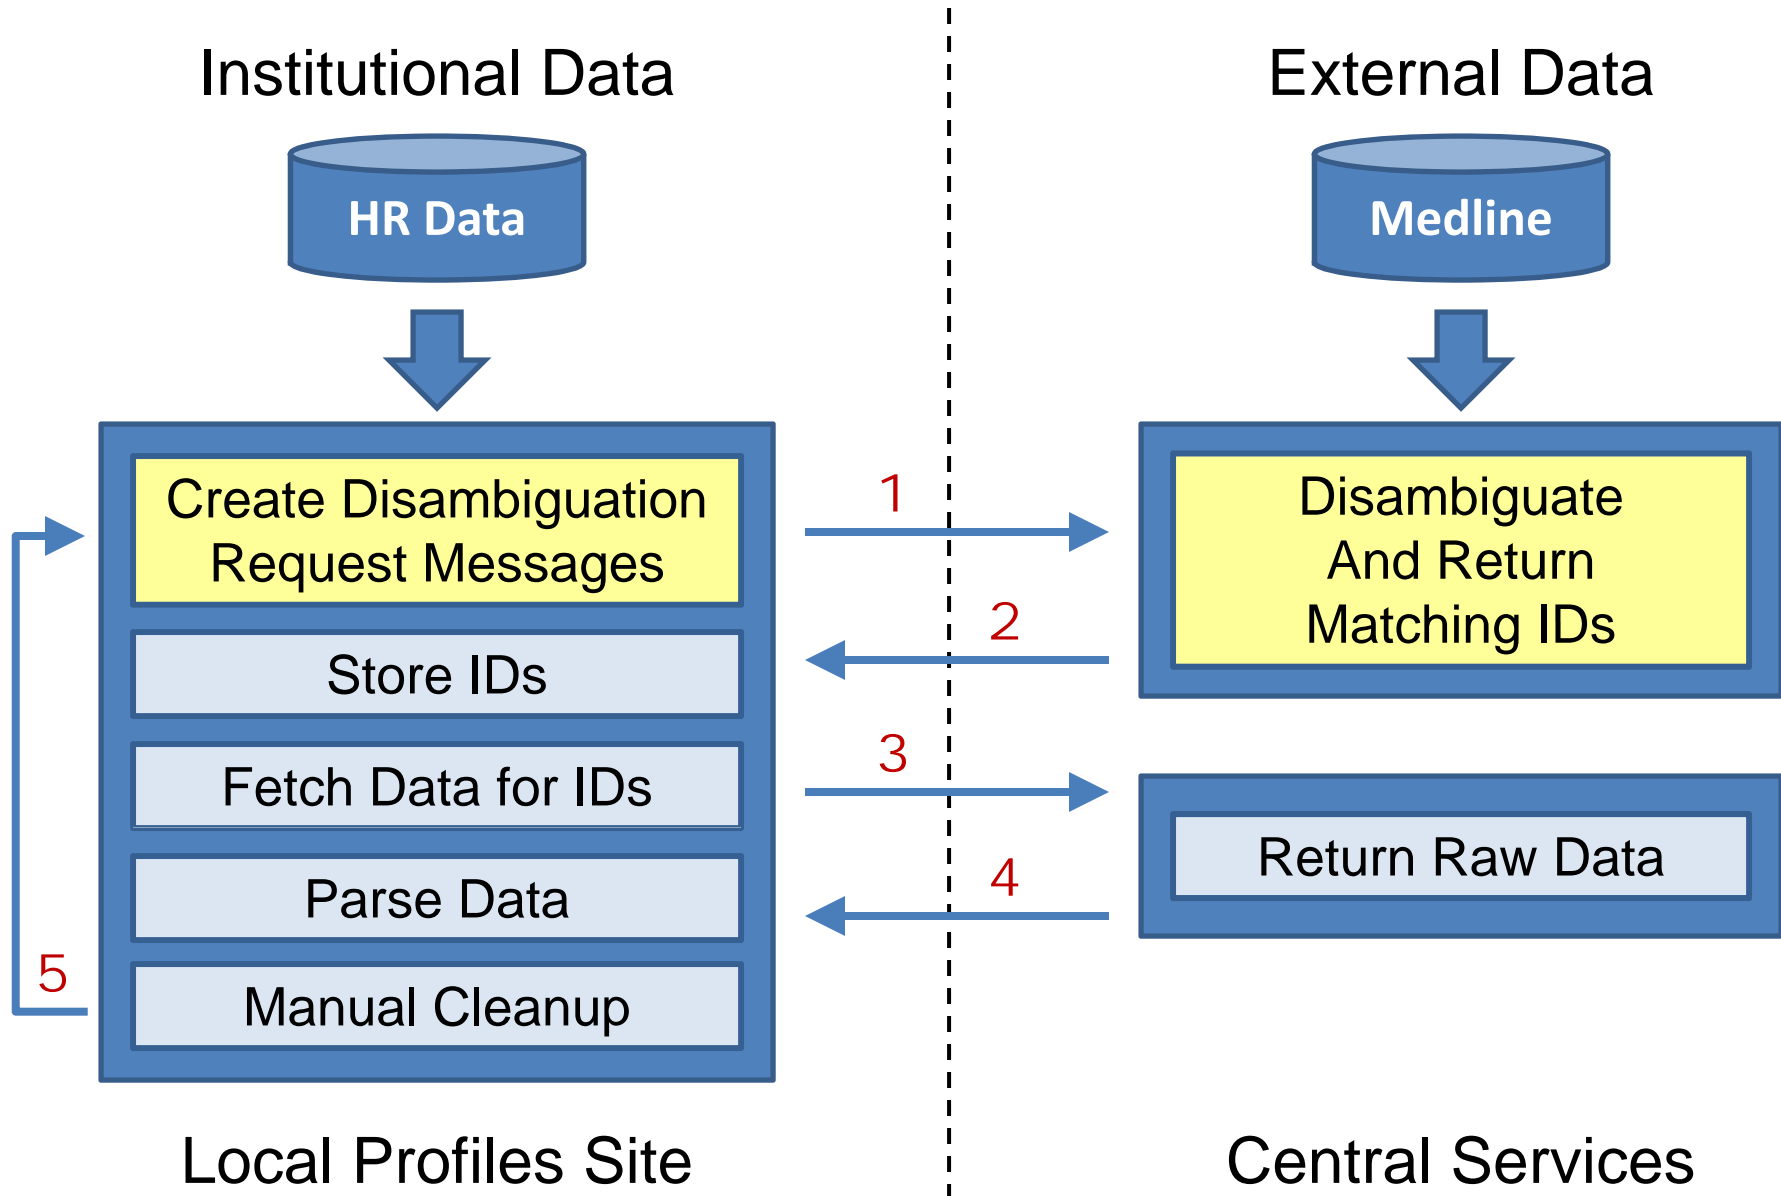 Institutional Data
External Data
HR Data
Medline
Create Disambiguation
Request Messages
1
Disambiguate
And Return
Matching IDs
2
Store IDs
3
Fetch Data for IDs
Return Raw Data
4
Parse Data
5
Manual Cleanup
Local Profiles Site
Central Services